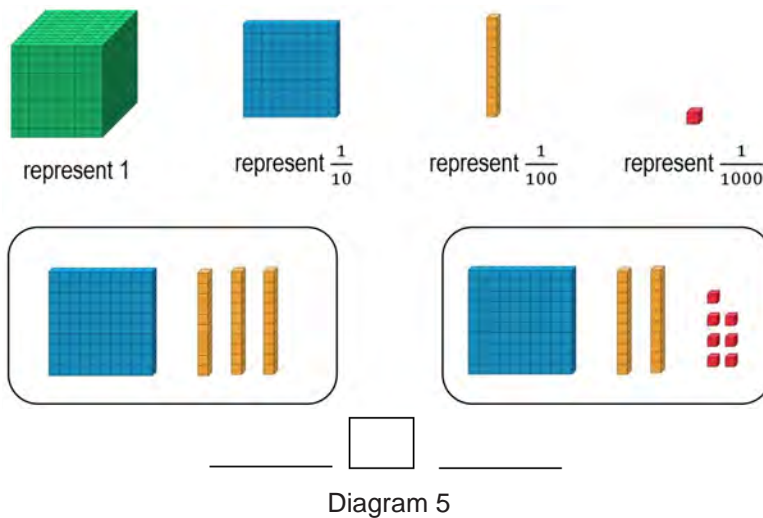 represent 1
represent 1/10
represent 1/100
represent 1/1000
Diagram 5